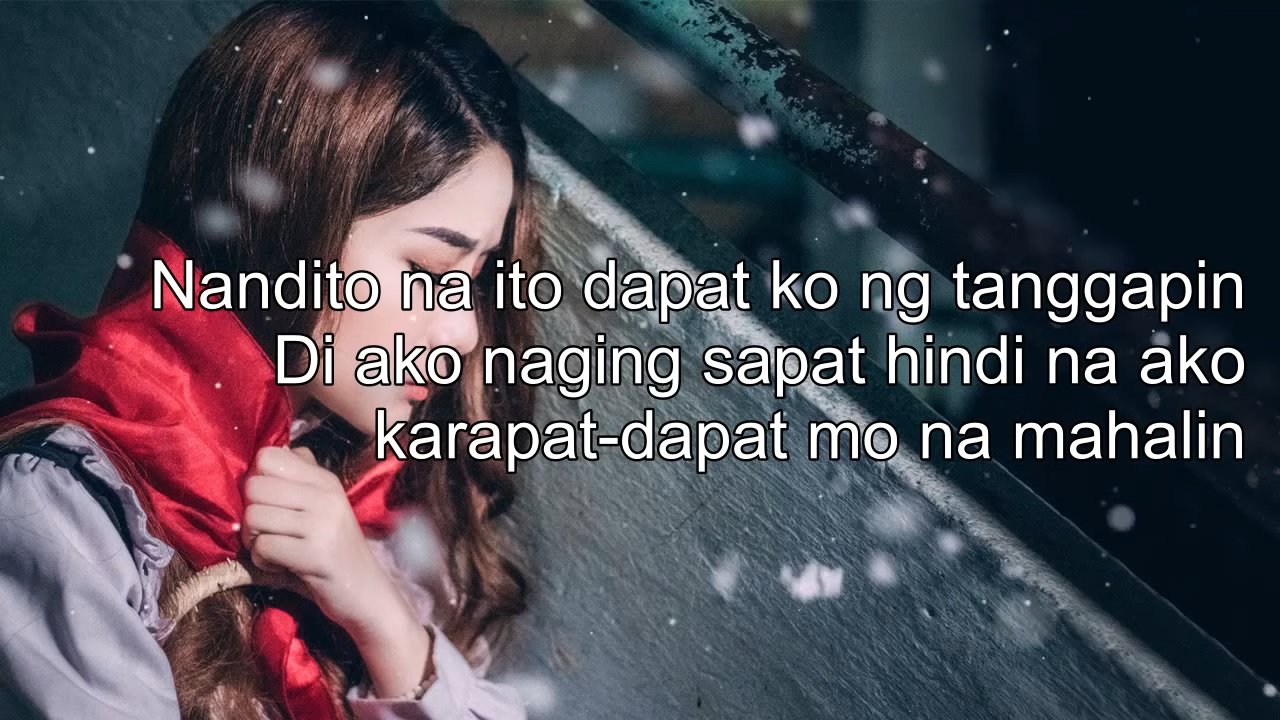 Nandito na ito dapat ko ng tanggapin
Di ako naging sapat hindi na ako
karapat-dapat mo na mahalin